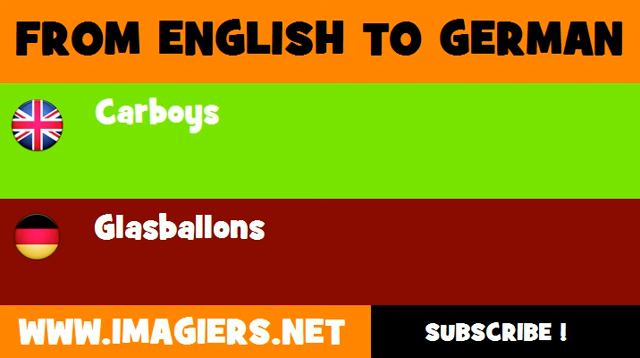 FROM ENGLISH TO GERMAN
Carboys
Glasballons
WWW.IMAGIERS.NET
SUBSCRIBE !